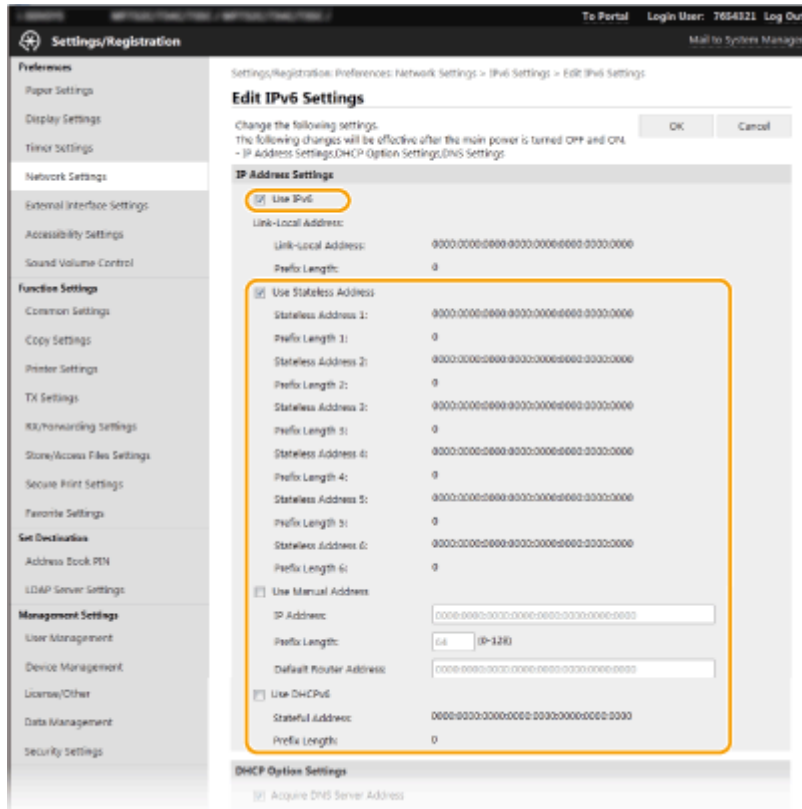 To Portal Login User: 7654321 Log Out
Settings/Registration
Mail to System Manager
Preferences
Paper Settings
Display Settings
Timer Settings
Network Settings
External Interface Settings
Accessibility Settings
Sound Volume Control
Function Settings
Common Settings
Copy Settings
Printer Settings
TX Settings
RX/Forwarding Settings
Store/Access Files Settings
Secure Print Settings
Favorite Settings
Set Destination
Address Book PIN
LDAP Server Settings
Management Settings
User Management
Device Management
License/Other
Data Management
Security Settings
Settings/Registration: Preferences: Network Settings > IPv6 Settings > Edit IPv6 Settings
Edit IPv6 Settings
Change the following settings.
The following changes will be effective after the main power is turned OFF and ON.
- IP Address Settings,DHCP Option Settings,DNS Settings
OK Cancel
IP Address Settings
Use IPv6
Link-Local Address:
Link-Local Address: 0000:0000:0000:0000:0000:0000:0000:0000
Prefix Length: 0
Use Stateless Address
Stateless Address 1: 0000:0000:0000:0000:0000:0000:0000:0000
Prefix Length 1: 0
Stateless Address 2: 0000:0000:0000:0000:0000:0000:0000:0000
Prefix Length 2: 0
Stateless Address 3: 0000:0000:0000:0000:0000:0000:0000:0000
Prefix Length 3: 0
Stateless Address 4: 0000:0000:0000:0000:0000:0000:0000:0000
Prefix Length 4: 0
Stateless Address 5: 0000:0000:0000:0000:0000:0000:0000:0000
Prefix Length 5: 0
Stateless Address 6: 0000:0000:0000:0000:0000:0000:0000:0000
Prefix Length 6: 0
Use Manual Address
IP Address: 0000:0000:0000:0000:0000:0000:0000:0000
Prefix Length: 64 (0-128)
Default Router Address: 0000:0000:0000:0000:0000:0000:0000:0000
Use DHCPv6
Stateful Address: 0000:0000:0000:0000:0000:0000:0000:0000
Prefix Length: 0
DHCP Option Settings
Acquire DNS Server Address